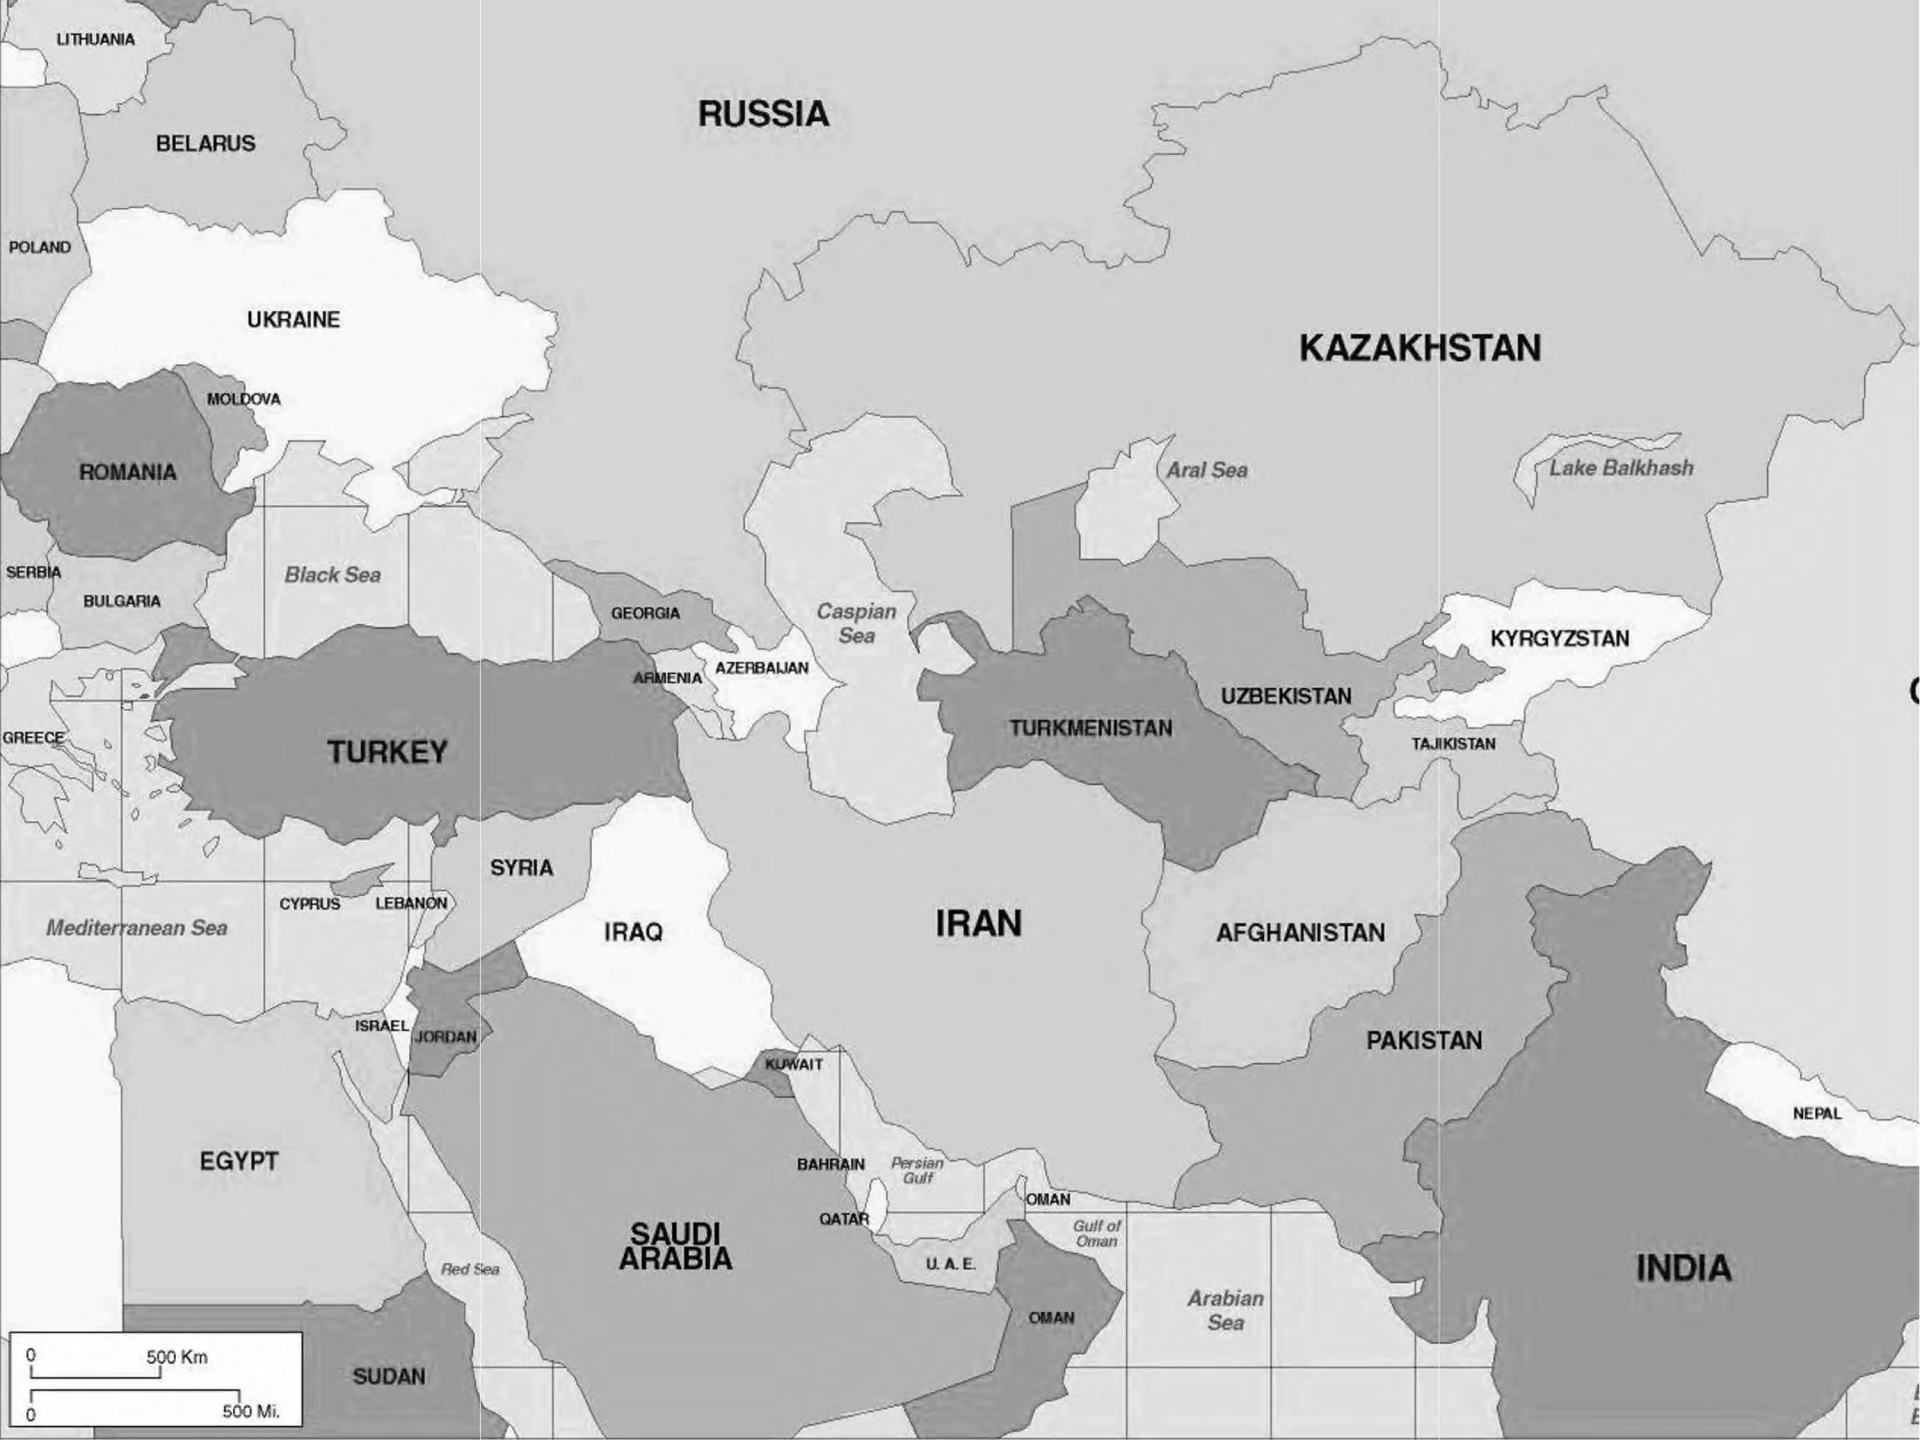 LITHUANIA
RUSSIA
BELARUS
POLAND
UKRAINE
KAZAKHSTAN
MOLDOVA
ROMANIA
Aral Sea
Lake Balkhash
SERBIA
BULGARIA
Black Sea
GEORGIA
Caspian
Sea
KYRGYZSTAN
ARMENIA
AZERBAIJAN
UZBEKISTAN
GREECE
TURKEY
TURKMENISTAN
TAJIKISTAN
SYRIA
CYPRUS
LEBANON
Mediterranean Sea
IRAQ
IRAN
AFGHANISTAN
ISRAEL
JORDAN
PAKISTAN
KUWAIT
NEPAL
EGYPT
BAHRAIN
Persian
Gulf
QATAR
OMAN
SAUDI
ARABIA
Gulf of
Oman
Red Sea
U. A. E.
INDIA
Arabian
Sea
OMAN
SUDAN
0 500 Km
0 500 Mi.